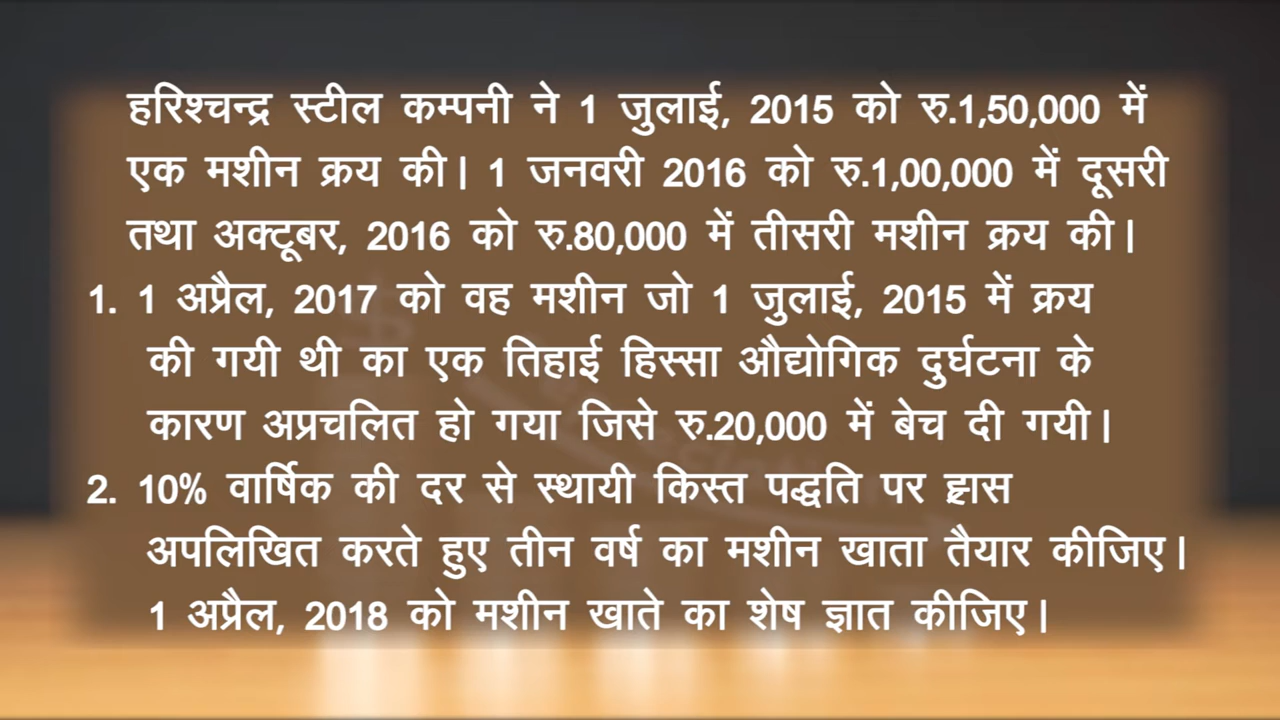 हरिश्चन्द्र स्टील कम्पनी ने 1 जुलाई, 2015 को रु.1,50,000 में
एक मशीन क्रय की। 1 जनवरी 2016 को रु.1,00,000 में दूसरी
तथा अक्टूबर, 2016 को रु.80,000 में तीसरी मशीन क्रय की।
1. 1 अप्रैल, 2017 को वह मशीन जो 1 जुलाई, 2015 में क्रय
की गयी थी का एक तिहाई हिस्सा औद्योगिक दुर्घटना के
कारण अप्रचलित हो गया जिसे रु.20,000 में बेच दी गयी।
2. 10% वार्षिक की दर से स्थायी किस्त पद्धति पर ह्रास
अपलिखित करते हुए तीन वर्ष का मशीन खाता तैयार कीजिए।
1 अप्रैल, 2018 को मशीन खाते का शेष ज्ञात कीजिए।